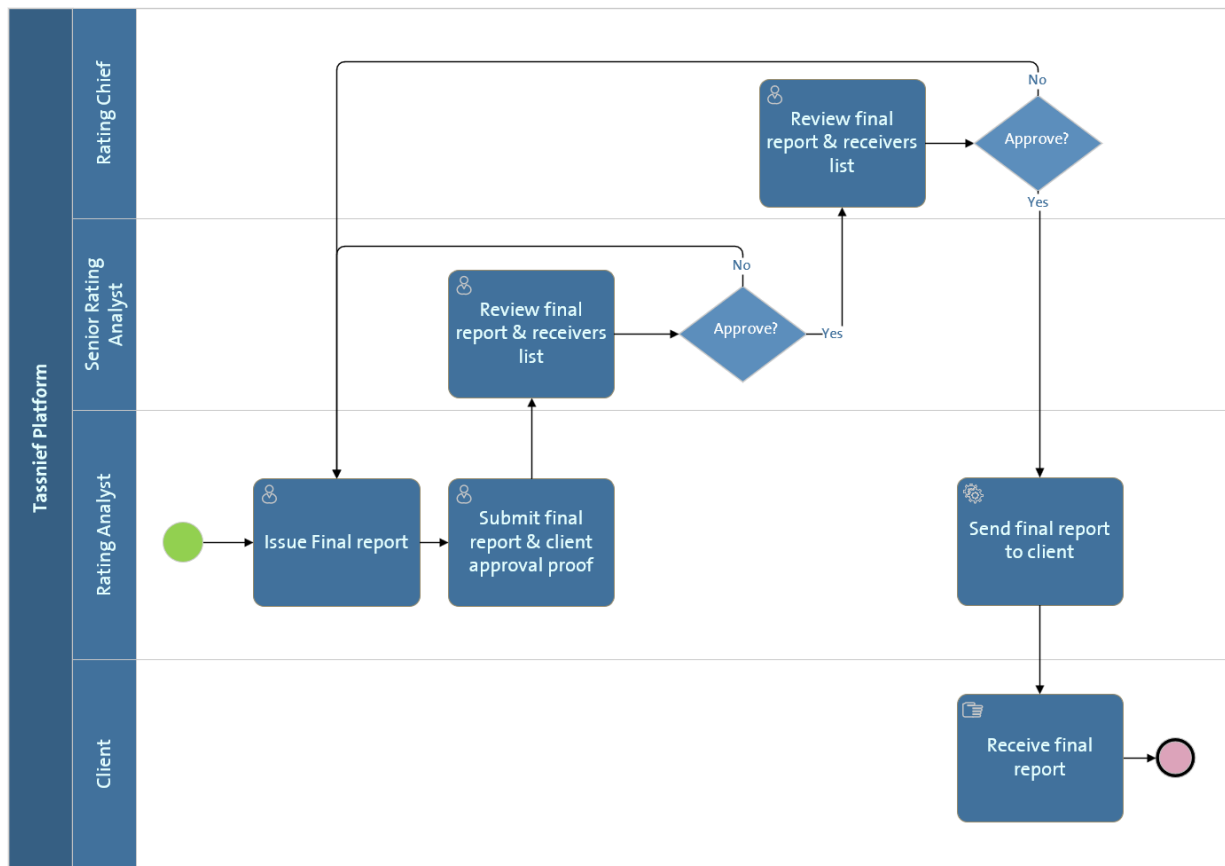 Tassnief Platform
Rating Chief
No
Review final
report & receivers
list
Approve?
Yes
Senior Rating
Analyst
No
Review final
report & receivers
list
Approve?
Yes
Rating Analyst
Issue Final report
Submit final
report & client
approval proof
Send final report
to client
Client
Receive final
report